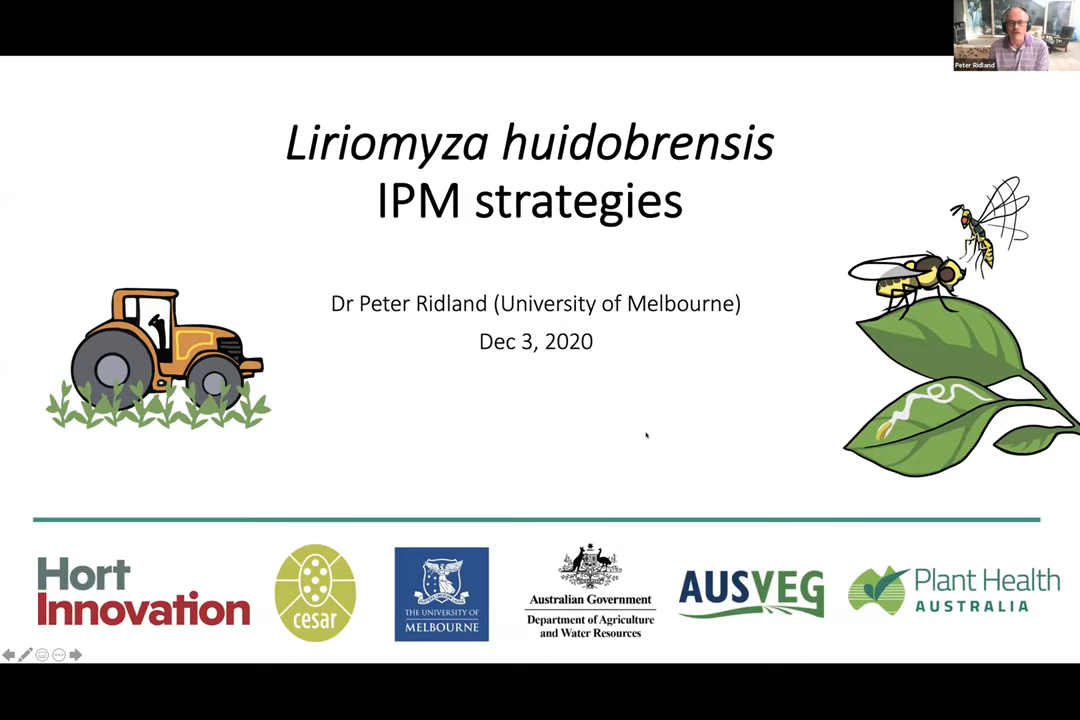 Peter Ridland
Liriomyza huidobrensis
IPM strategies
Dr Peter Ridland (University of Melbourne)
Dec 3, 2020
Hort
Innovation
cesar
THE UNIVERSITY OF
MELBOURNE
Australian Government
Department of Agriculture
and Water Resources
AUSVEG
Plant Health
AUSTRALIA